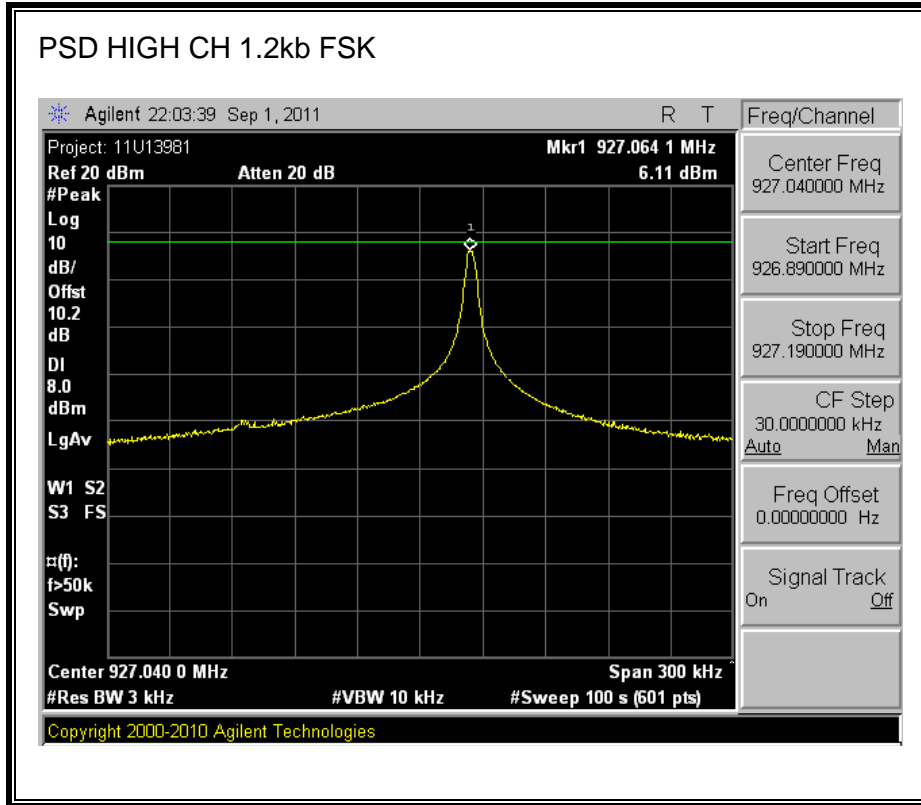 PSD HIGH CH 1.2kb FSK
Agilent 22:03:39 Sep 1, 2011 R T
Project: 11U13981 Mkr1 927.064 1 MHz
Ref 20 dBm Atten 20 dB 6.11 dBm
#Peak
Log
10
dB/
Offst
10.2
dB
DI
8.0
dBm
LgAv
W1 S2
S3 FS
¤(f):
f>50k
Swp
1
Center 927.040 0 MHz Span 300 kHz ^
#Res BW 3 kHz #VBW 10 kHz #Sweep 100 s (601 pts)
Copyright 2000-2010 Agilent Technologies
Freq/Channel
Center Freq
927.040000 MHz
Start Freq
926.890000 MHz
Stop Freq
927.190000 MHz
CF Step
30.0000000 kHz
Auto Man
Freq Offset
0.00000000 Hz
Signal Track
On Off